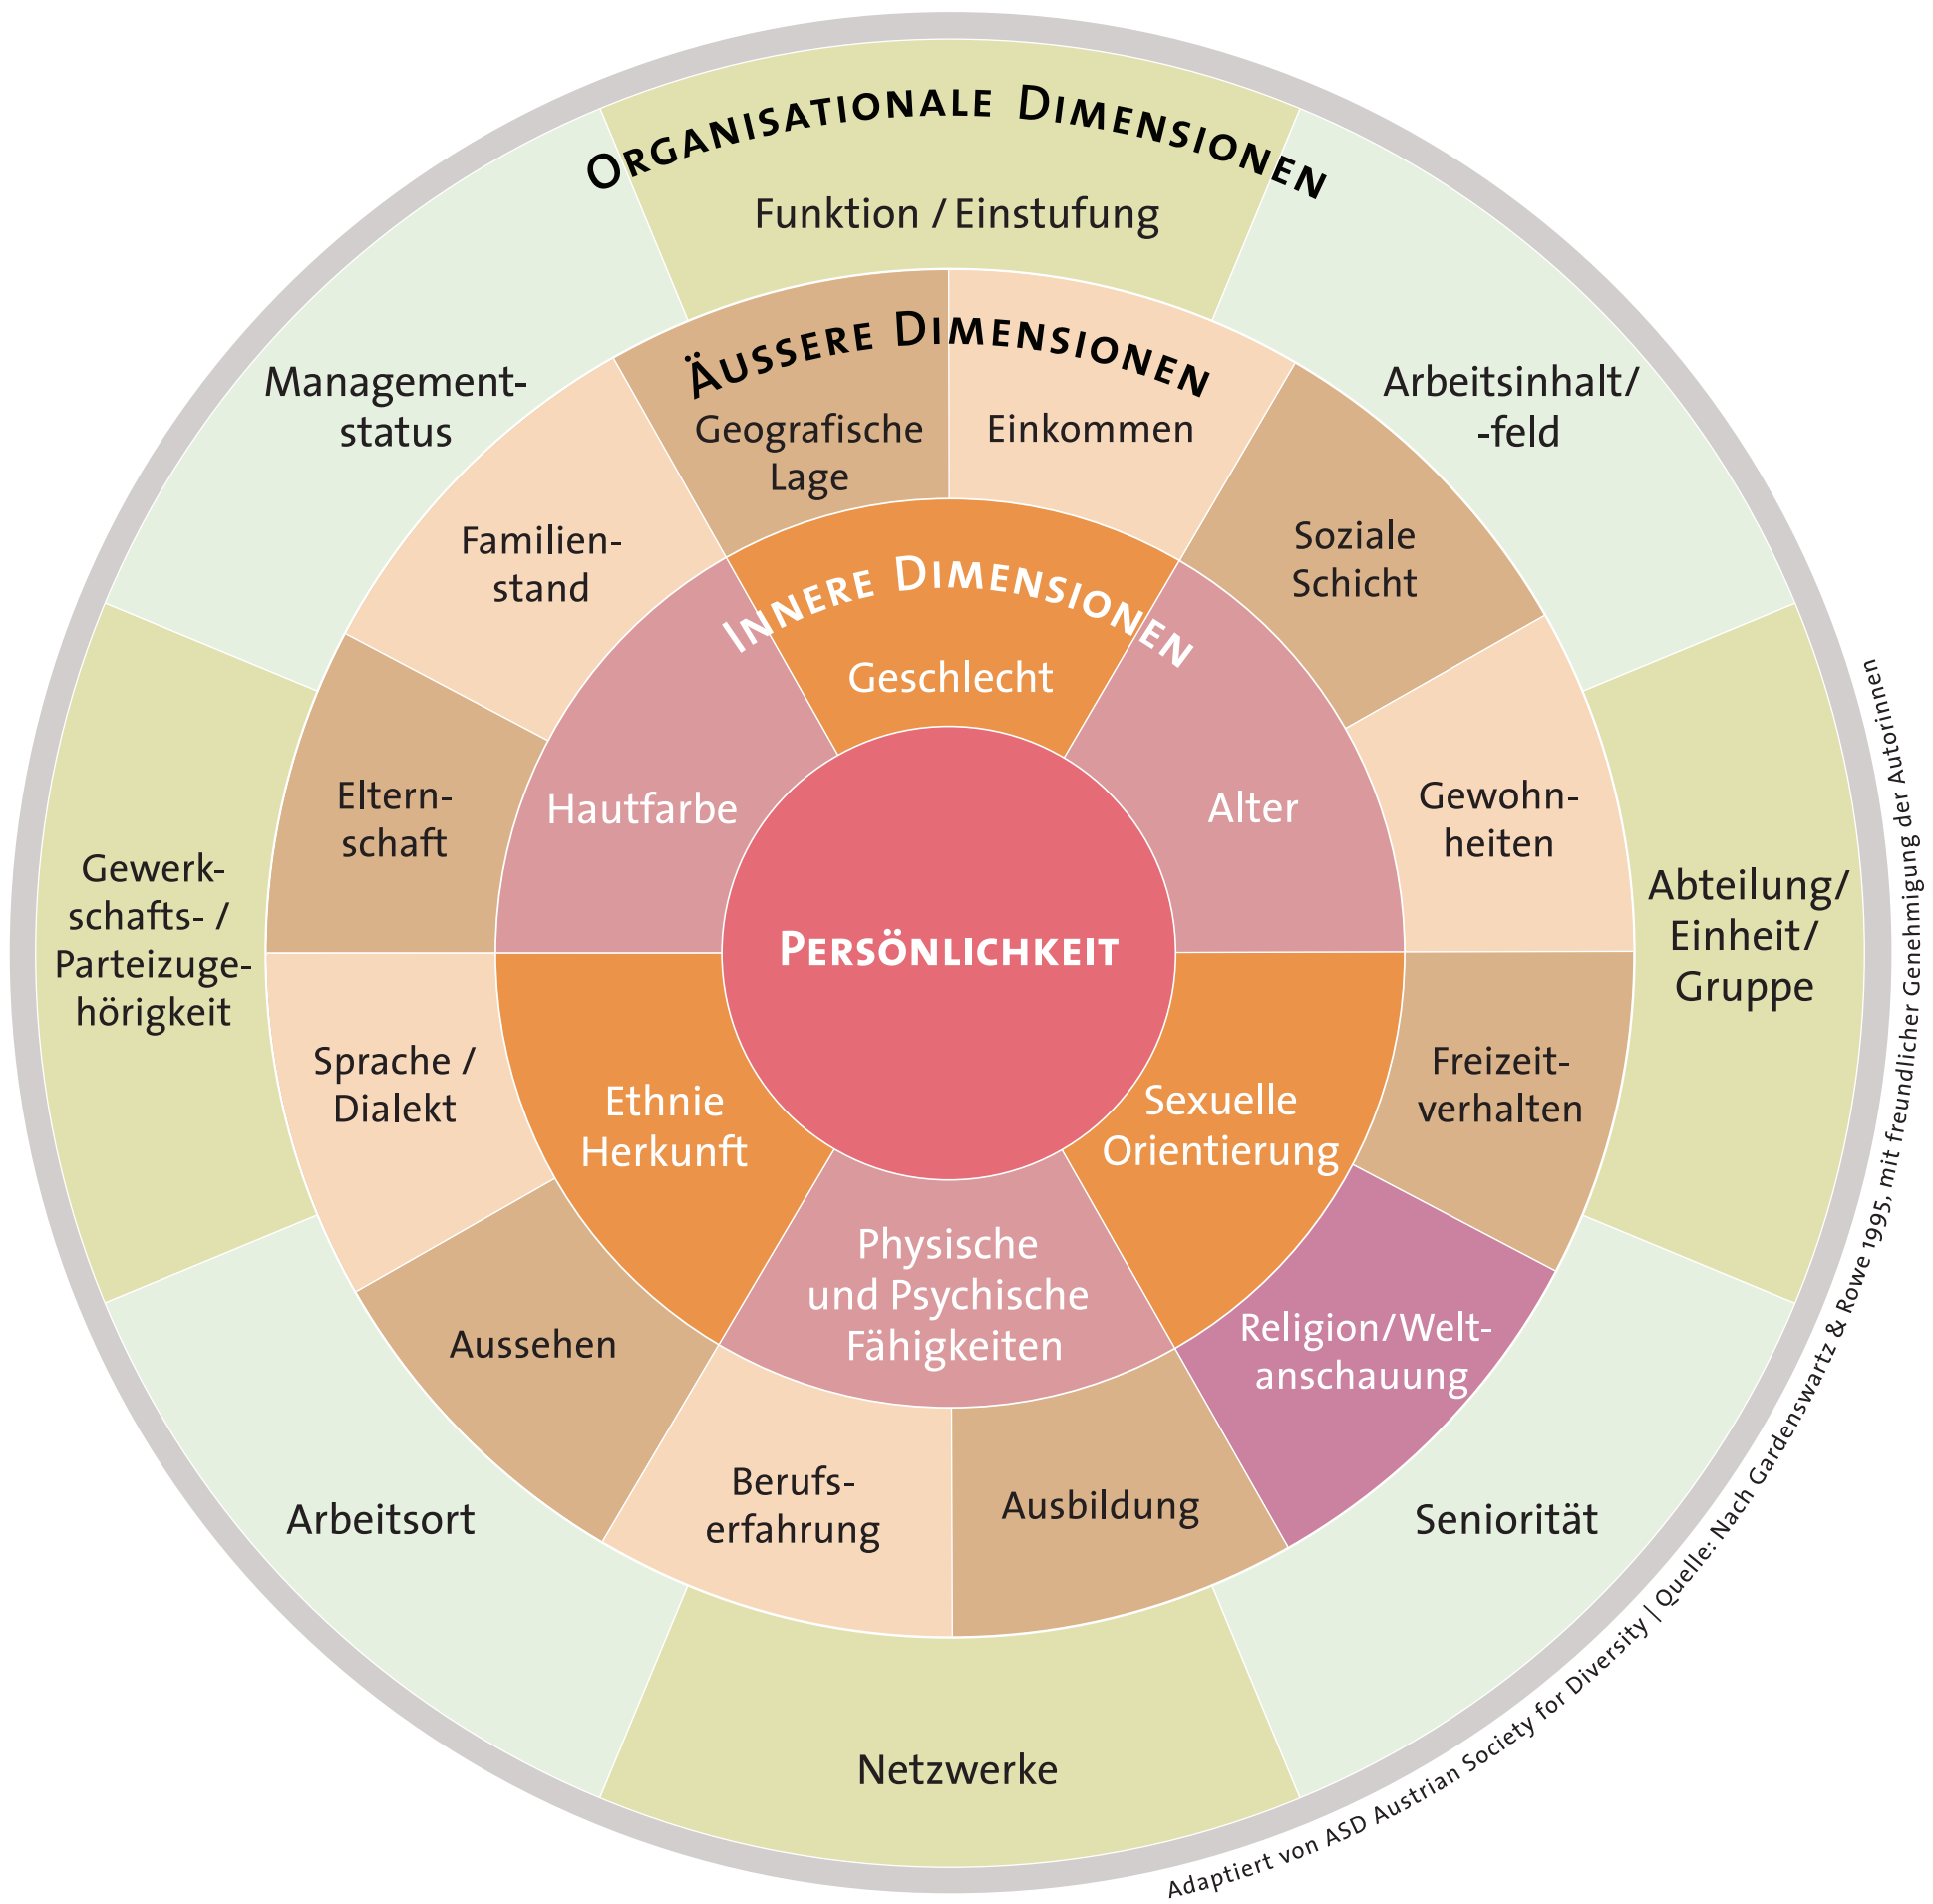 ORGANISATIONALE DIMENSIONEN
Funktion / Einstufung
Arbeitsinhalt/
-feld
Abteilung/
Einheit/
Gruppe
Seniorität
Netzwerke
Arbeitsort
Gewerk-
schafts- /
Parteizuge-
hörigkeit
Management-
status
ÄUSSERE DIMENSIONEN
Geografische
Lage
Einkommen
Soziale
Schicht
Gewohn-
heiten
Freizeit-
verhalten
Religion/Welt-
anschauung
Ausbildung
Berufs-
erfahrung
Aussehen
Sprache /
Dialekt
Eltern-
schaft
Familien-
stand
INNERE DIMENSIONEN
Geschlecht
Alter
Sexuelle
Orientierung
Physische
und Psychische
Fähigkeiten
Ethnie
Herkunft
Hautfarbe
PERSÖNLICHKEIT
Adaptiert von ASD Austrian Society for Diversity | Quelle: Nach Gardenswartz & Rowe 1995, mit freundlicher Genehmigung der Autorinnen